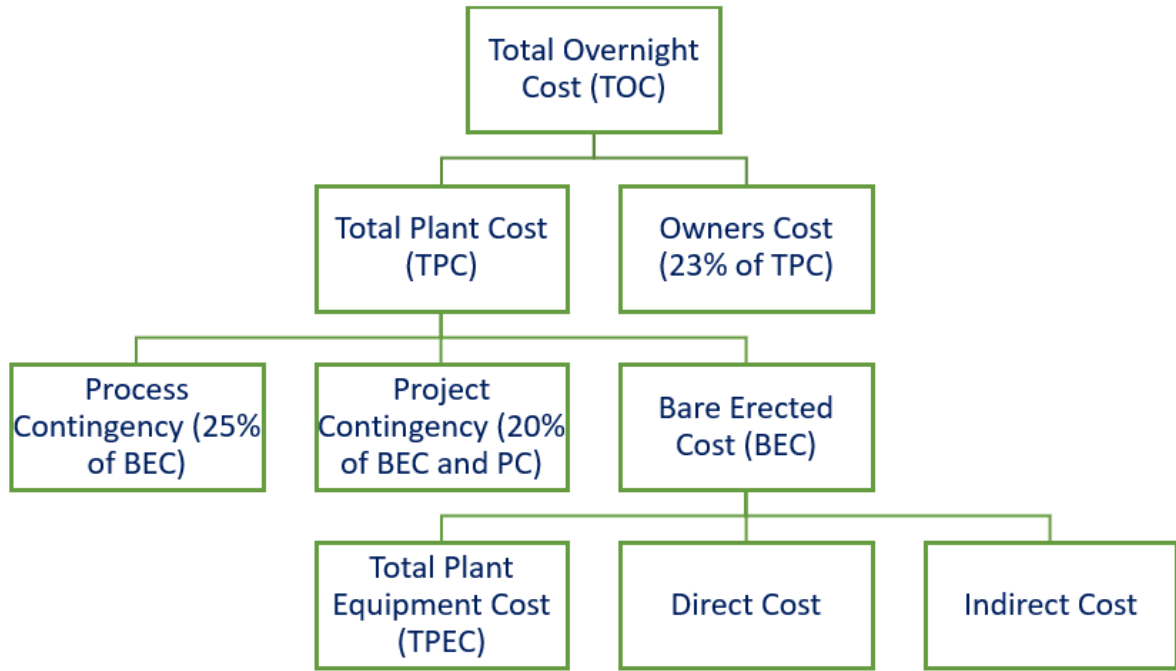 Total Overnight
Cost (TOC)
Total Plant Cost
(TPC)
Owners Cost
(23% of TPC)
Process
Contingency (25%
of BEC)
Project
Contingency (20%
of BEC and PC)
Bare Erected
Cost (BEC)
Total Plant
Equipment Cost
(TPEC)
Direct Cost
Indirect Cost